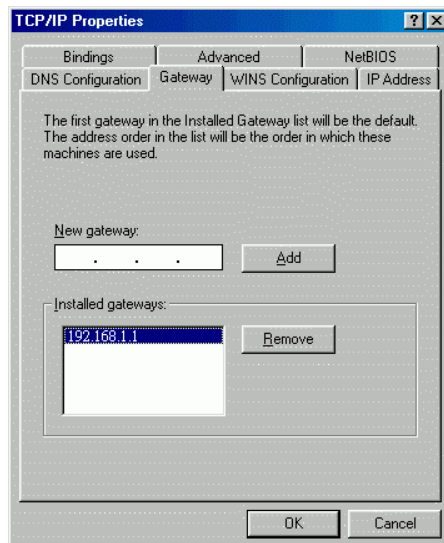 TCP/IP Properties
Bindings Advanced NetBIOS
DNS Configuration Gateway WINS Configuration IP Address
The first gateway in the Installed Gateway list will be the default.
The address order in the list will be the order in which these
machines are used.
New gateway:
. . .
Add
Installed gateways:
192.168.1.1
Remove
OK Cancel